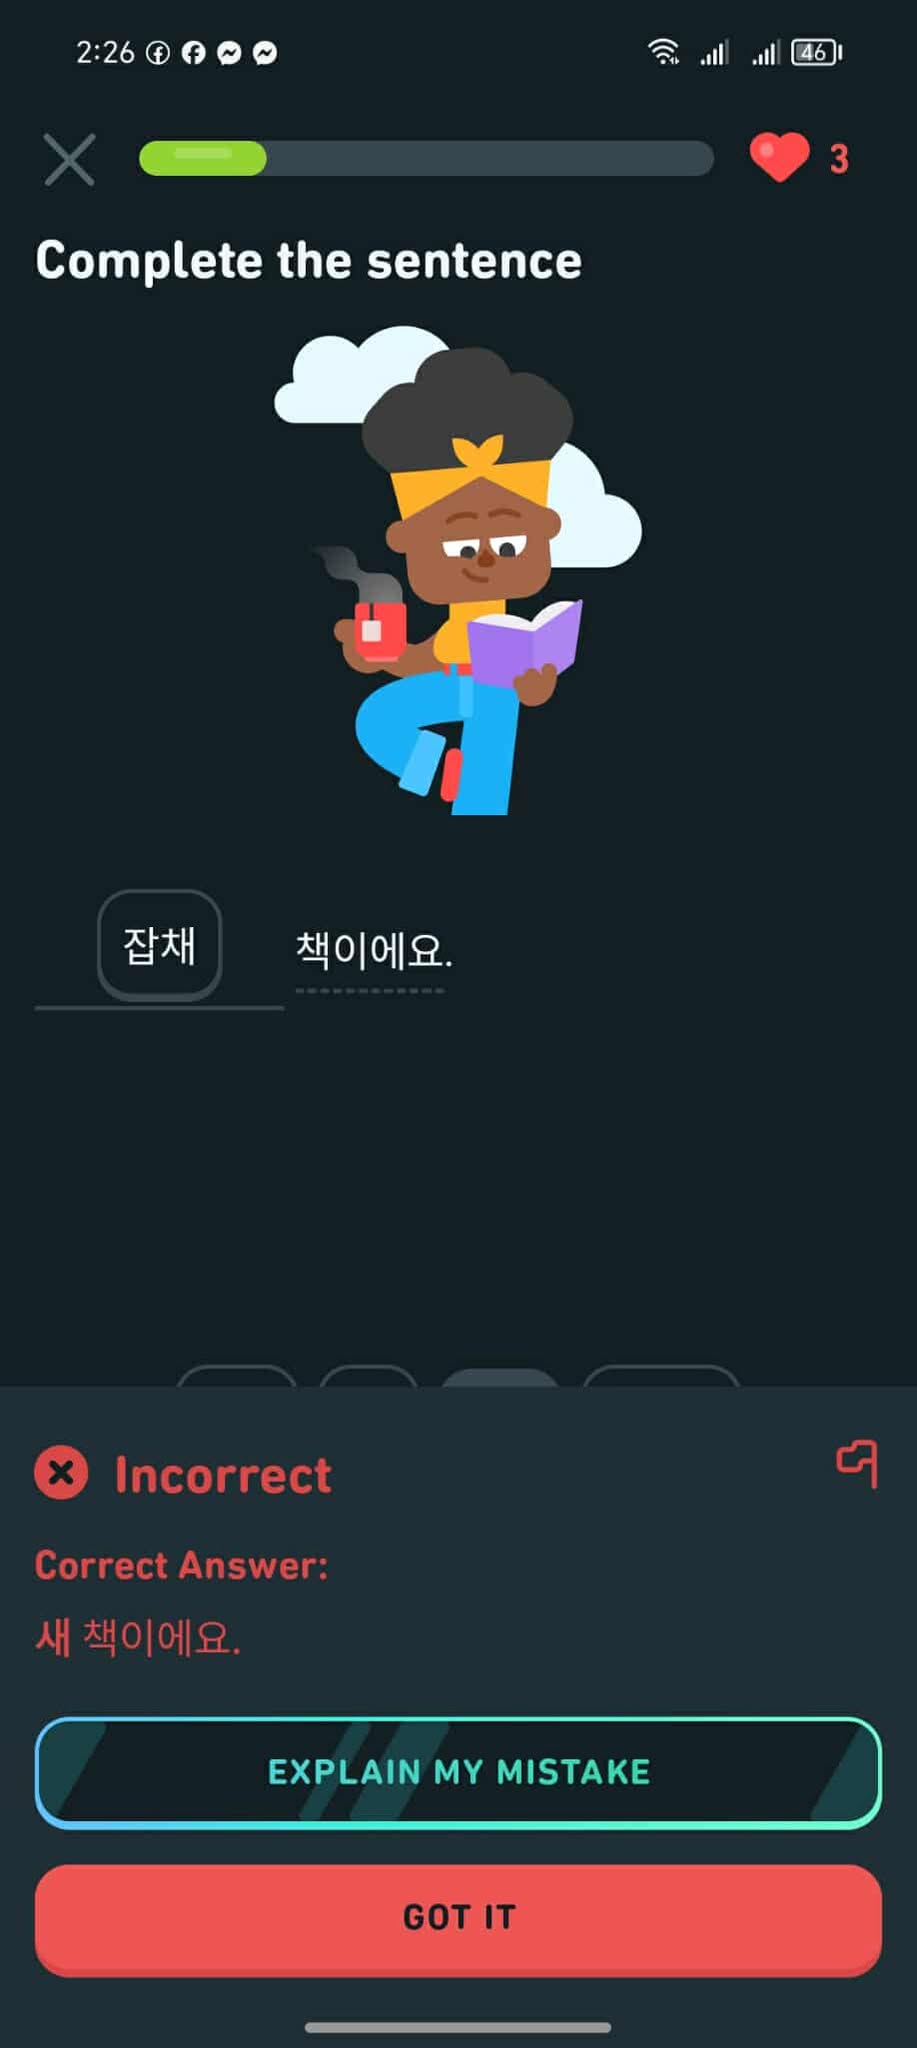 2:26
46
3
Complete the sentence
잡채 책이에요.
Incorrect
Correct Answer:
새 책이에요.
EXPLAIN MY MISTAKE
GOT IT